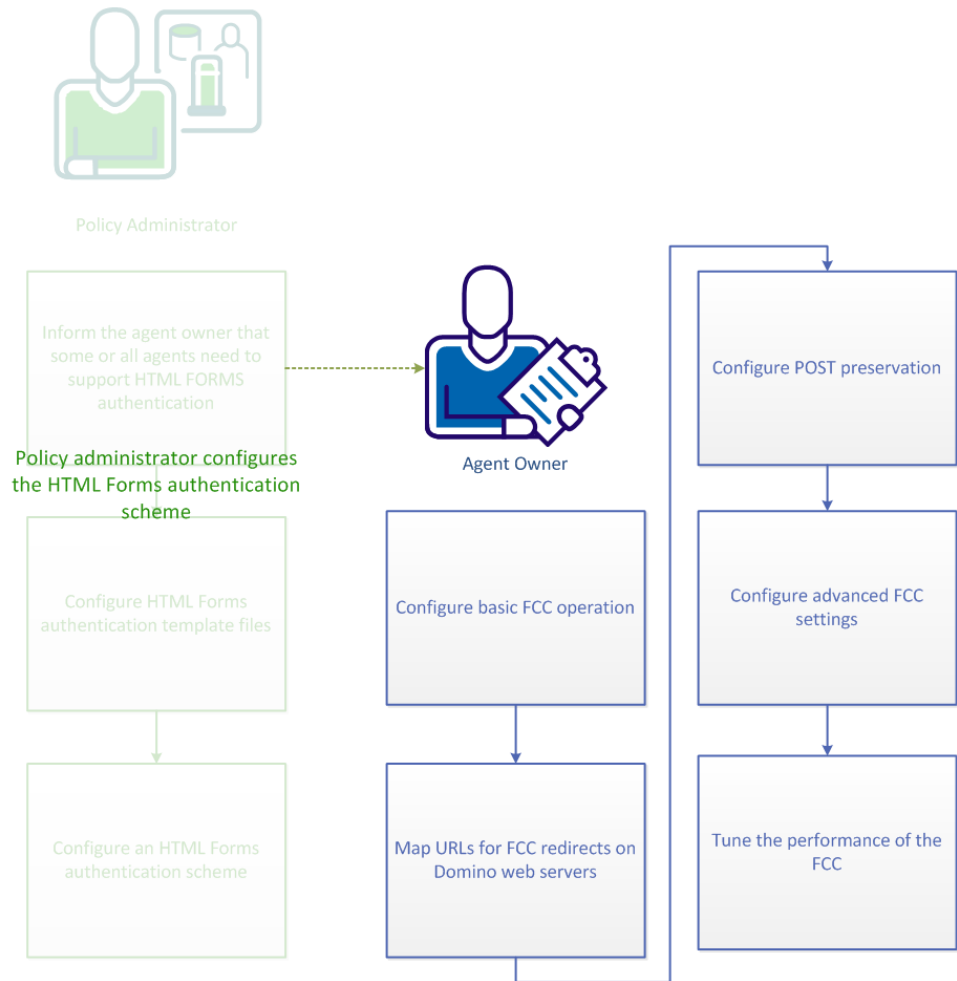 Policy Administrator
Inform the agent owner that
some or all agents need to
support HTML FORMS
authentication
Policy administrator configures
the HTML Forms authentication
scheme
Configure HTML Forms
authentication template files
Configure an HTML Forms
authentication scheme
Agent Owner
Configure basic FCC operation
Map URLs for FCC redirects on
Domino web servers
Configure POST preservation
Configure advanced FCC
settings
Tune the performance of the
FCC